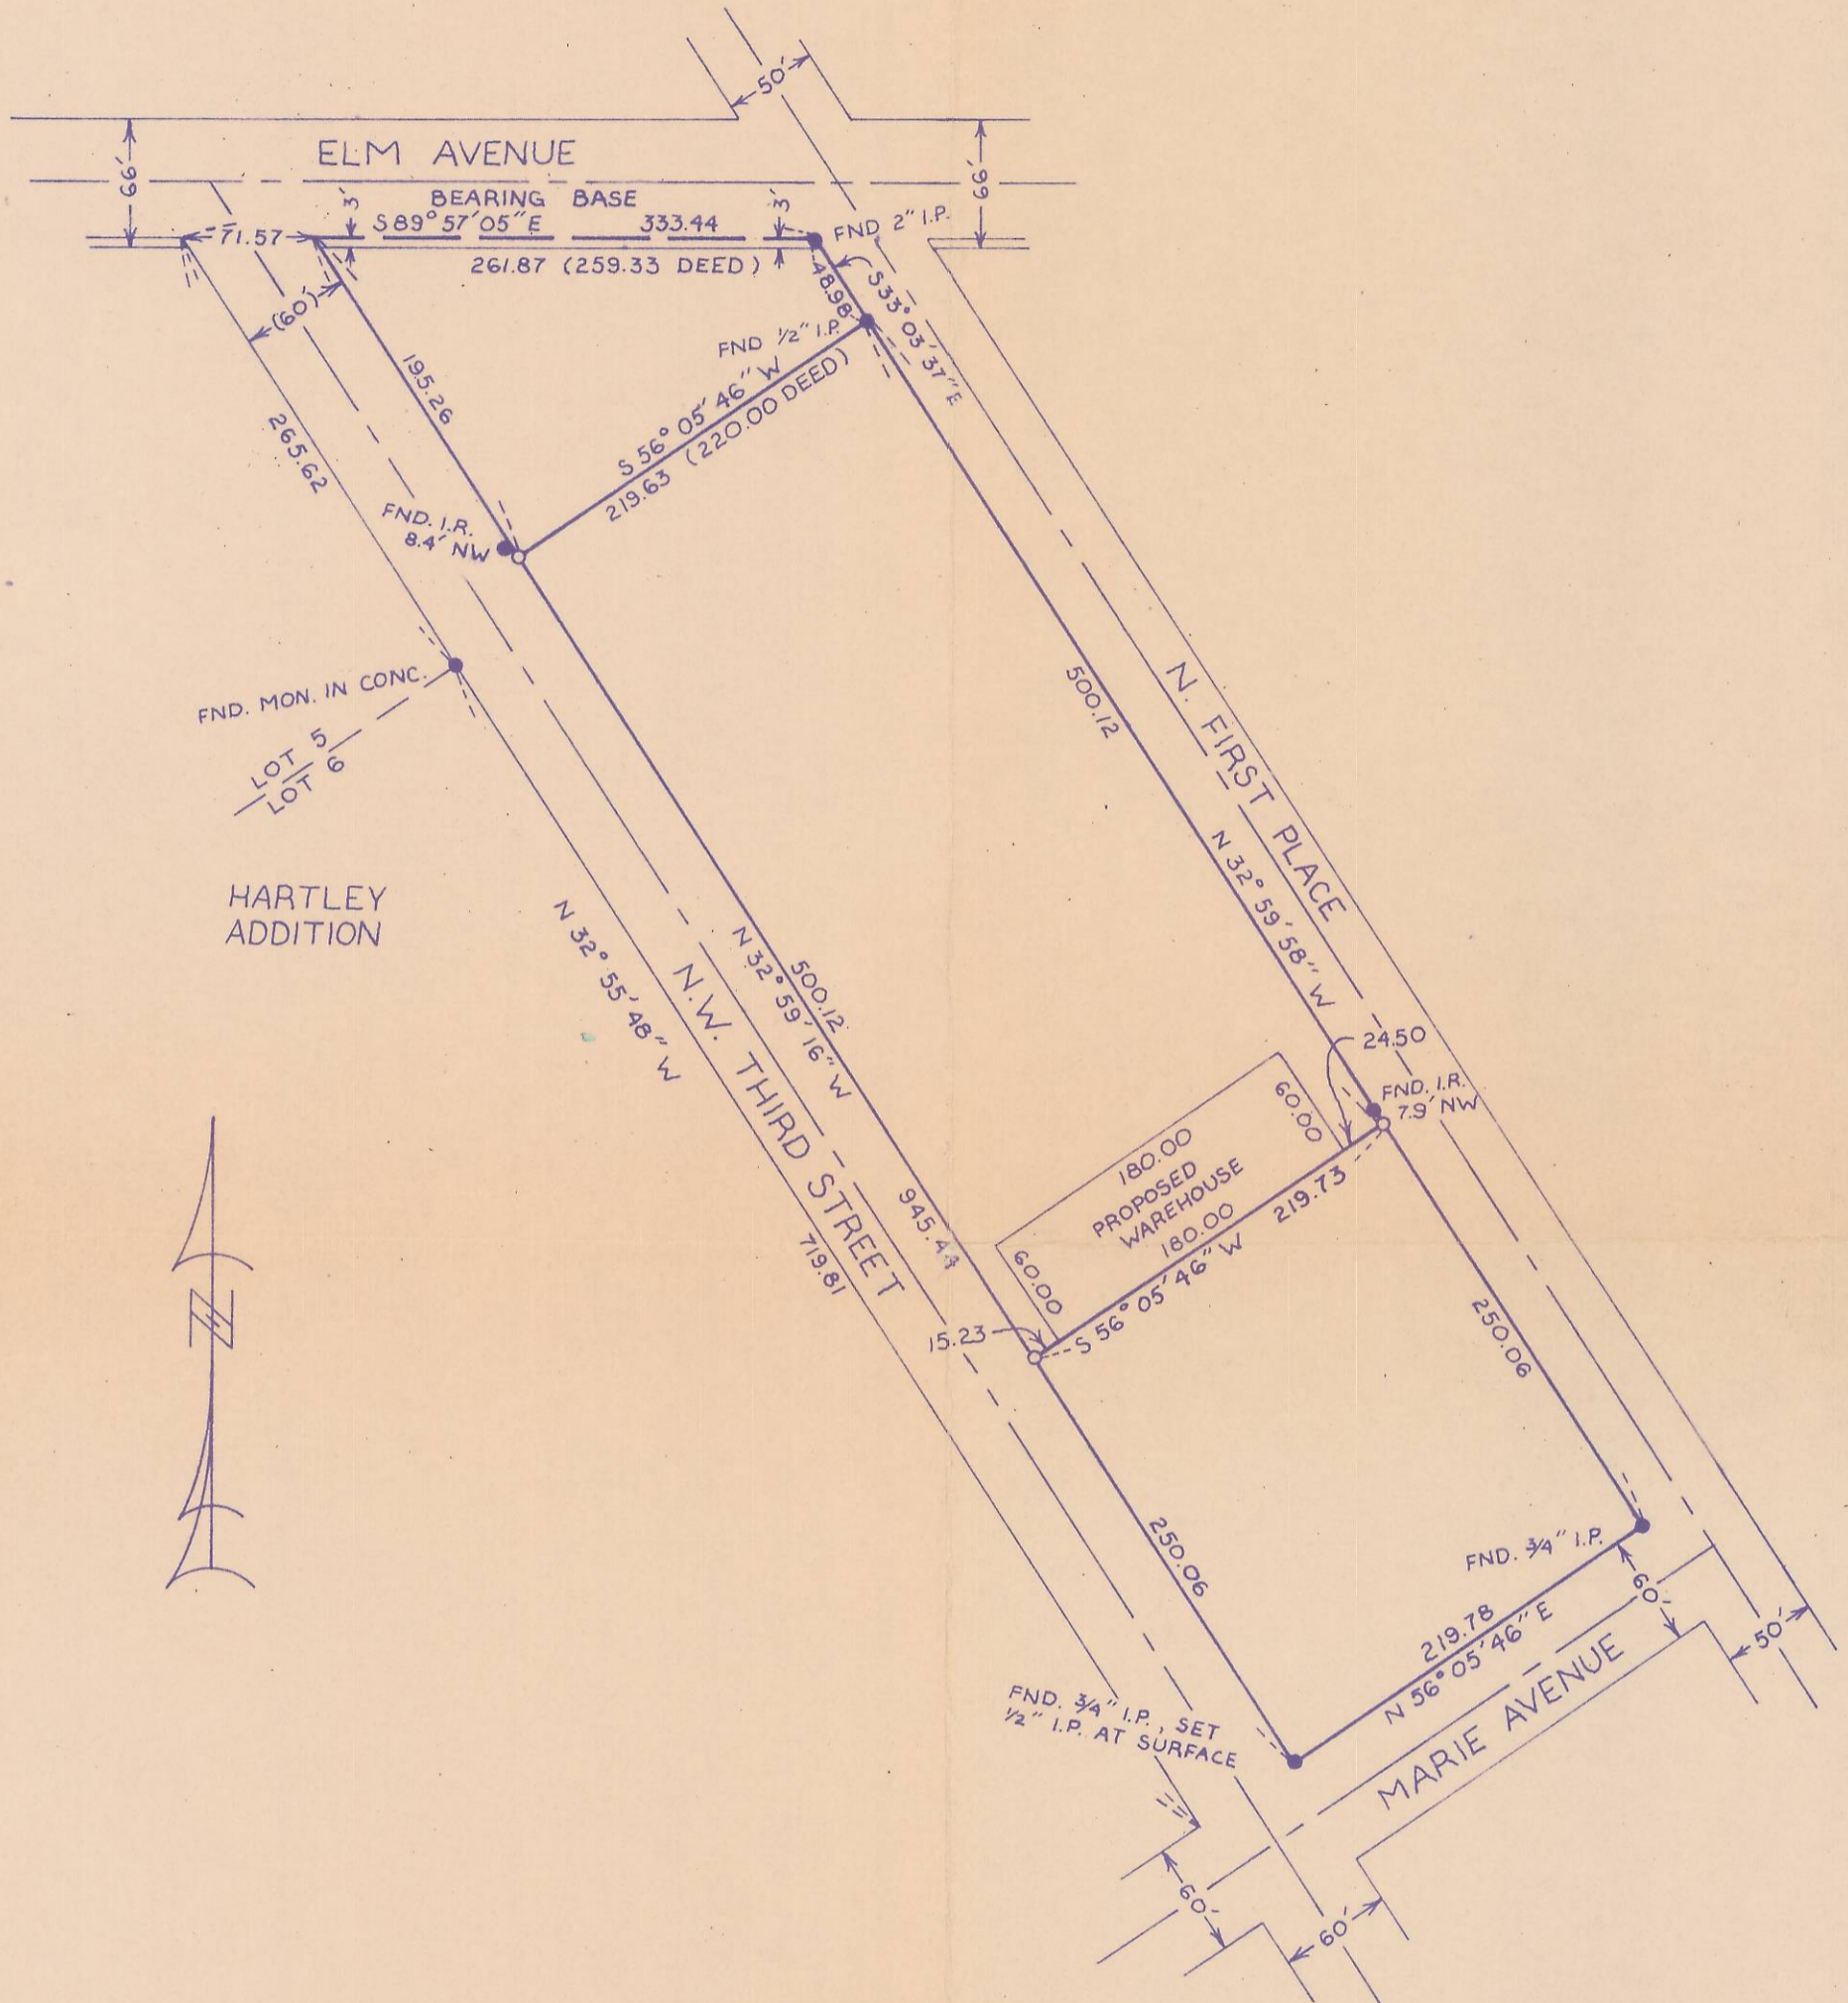 50'
66'
ELM AVENUE
66'
BEARING BASE
3'
3'
S 89° 57' 05" E 333.44
71.57
FND 2" I.P.
261.87 (259.33 DEED)
48.98
S 33° 03' 37" E
(60')
FND 1/2" I.P.
195.26
S 56° 05' 46" W
219.63 (220.00 DEED)
265.62
FND. I.R.
8.4' NW
FND. MON. IN CONC.
LOT 5
LOT 6
500.12
N. FIRST PLACE
N 32° 59' 58" W
HARTLEY
ADDITION
N 32° 55' 48" W
N.W. THIRD STREET
500.12
N 32° 59' 16" W
24.50
FND. I.R.
7.9' NW
60.00
180.00
PROPOSED
WAREHOUSE
180.00
219.73
60.00
S 56° 05' 46" W
719.81
15.23
N
250.06
250.06
FND. 3/4" I.P.
60'
219.78
N 56° 05' 46" E
50'
MARIE AVENUE
FND. 3/4" I.P., SET
1/2" I.P. AT SURFACE
60'
60'